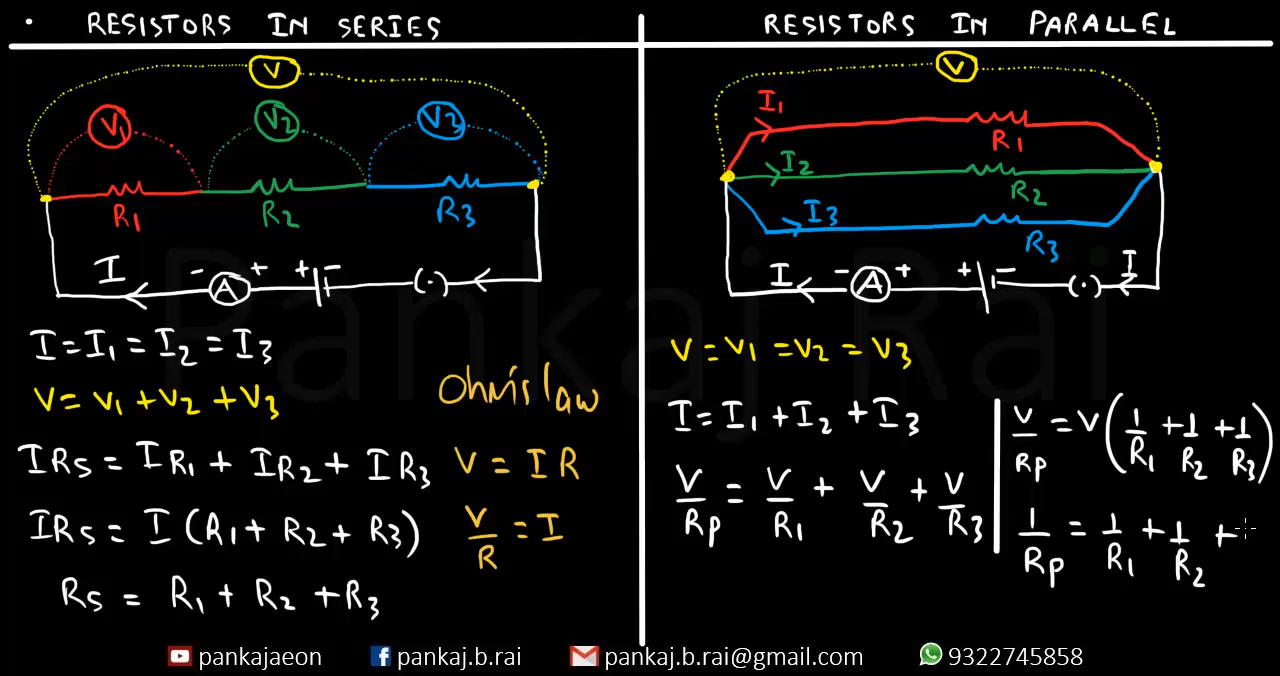 RESISTORS IN SERIES
V
V1 V2 V3
R1 R2 R3
I - A + + - (·)
I = I1 = I2 = I3
V = V1 + V2 + V3
Ohm's law
IRs = IR1 + IR2 + IR3
V = IR
IRs = I (R1 + R2 + R3)
V/R = I
Rs = R1 + R2 + R3
RESISTORS IN PARALLEL
V
I1 R1
I2 R2
I3 R3
I - A + + - (·) I
V = V1 = V2 = V3
I = I1 + I2 + I3
V/Rp = V/R1 + V/R2 + V/R3
V/Rp = V(1/R1 + 1/R2 + 1/R3)
1/Rp = 1/R1 + 1/R2 +
Pankaj Rai
pankajaeon pankaj.b.rai pankaj.b.rai@gmail.com 9322745858